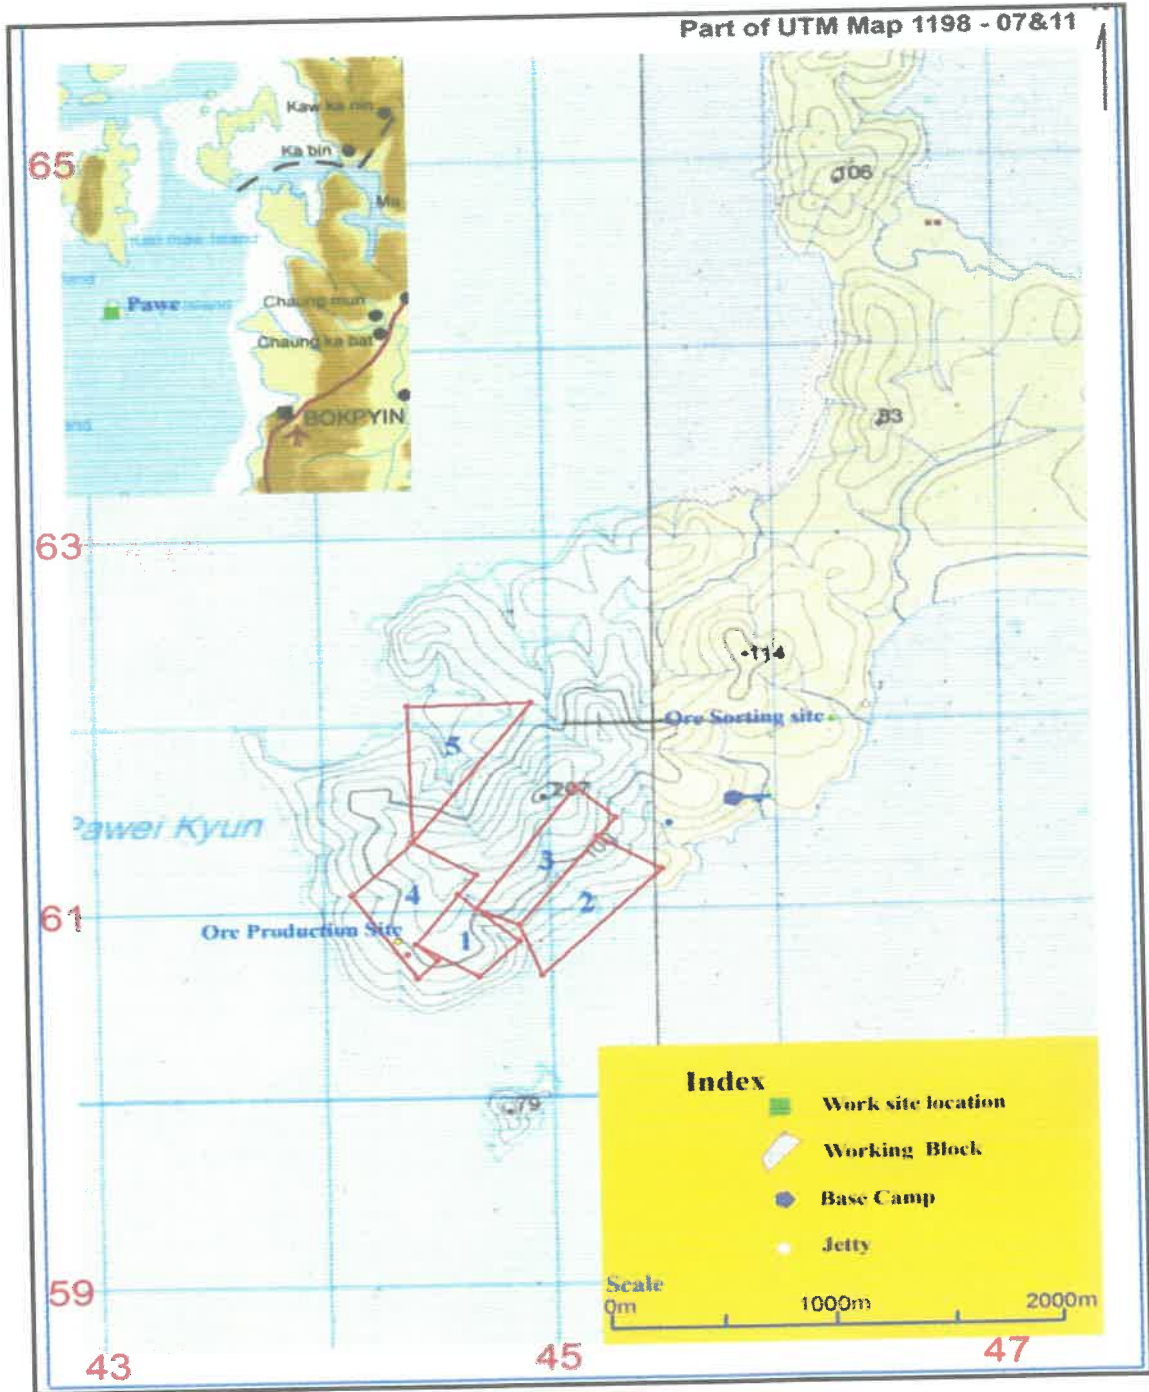 Part of UTM Map 1198 - 07&11
Kaw ka nin
Ka bin
65
106
Pawe
Island
Chaung mun
Chaung ka bat
BOKPYIN
83
63
114
Ore Sorting site
5
207
Pawei Kyun
3
100
4
2
61
Ore Production Site
1
79
Index
Work site location
Working Block
Base Camp
Jetty
Scale
0m
1000m
2000m
59
43
45
47